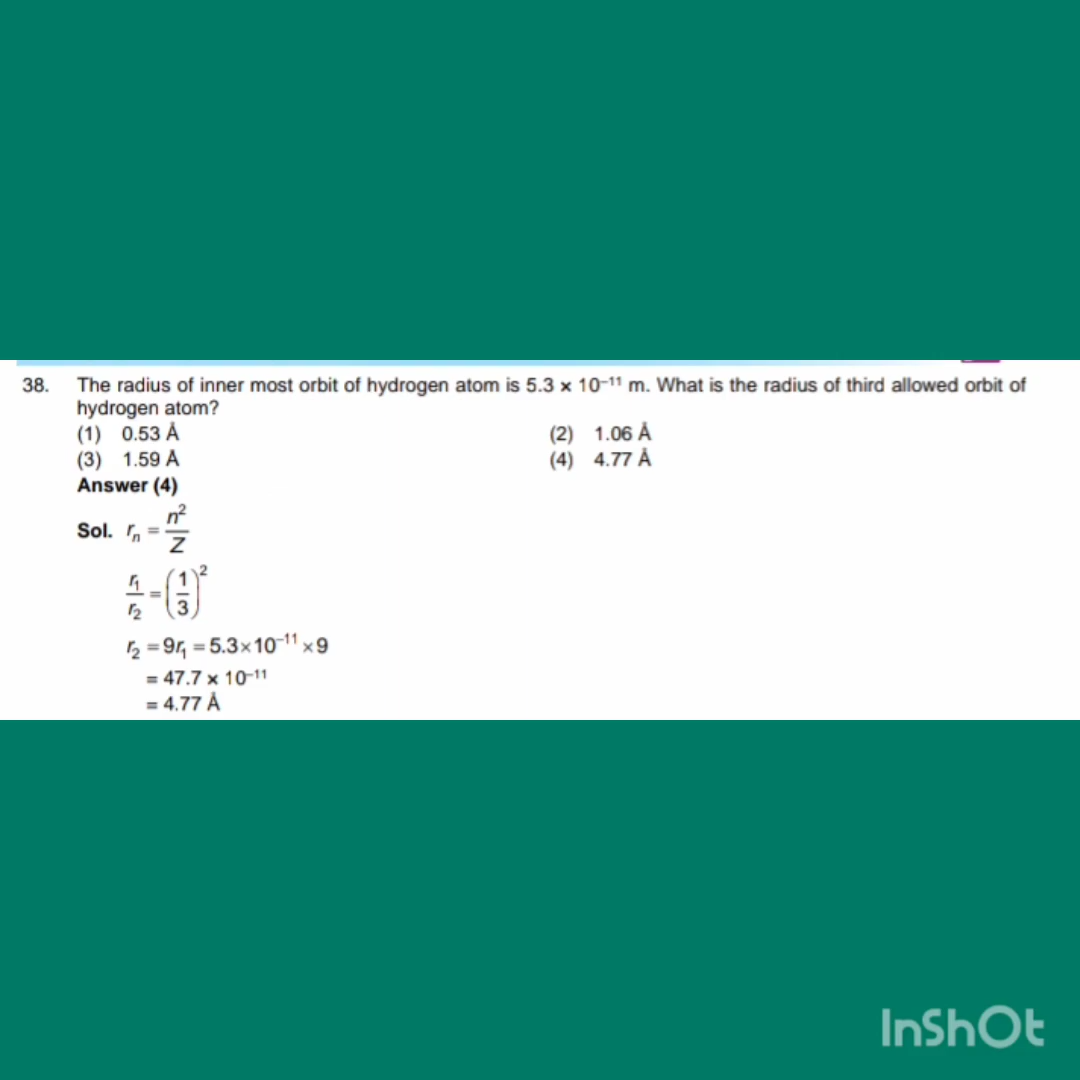 38. The radius of inner most orbit of hydrogen atom is 5.3 × 10⁻¹¹ m. What is the radius of third allowed orbit of
hydrogen atom?
(1) 0.53 Å (2) 1.06 Å
(3) 1.59 Å (4) 4.77 Å
Answer (4)
Sol. rₙ = n²/Z
r₁/r₂ = (1/3)²
r₂ = 9r₁ = 5.3×10⁻¹¹ ×9
= 47.7 × 10⁻¹¹
= 4.77 Å
InShOt